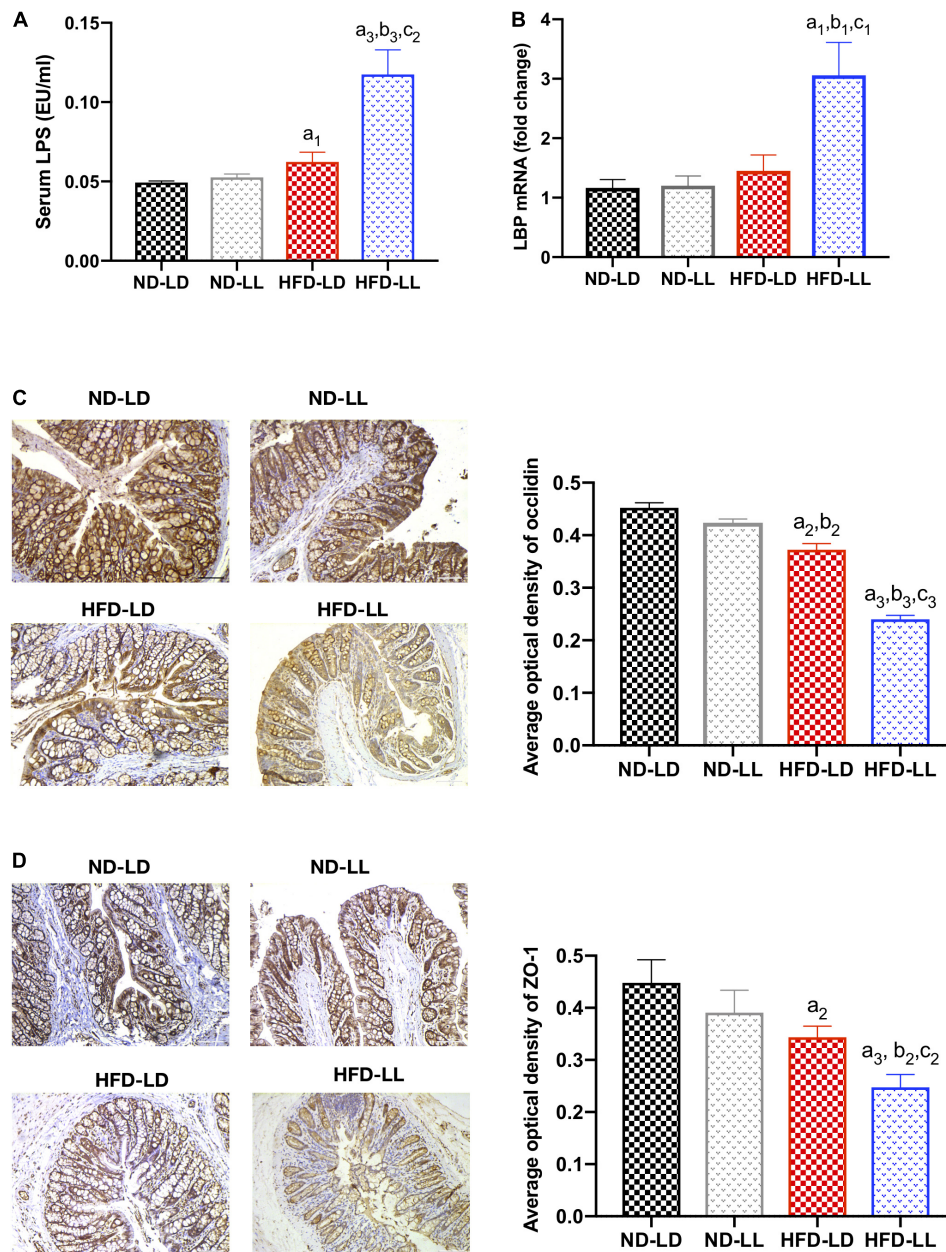 A
Serum LPS (EU/ml)
0.15
0.10
0.05
0.00
a₁
a₃,b₃,c₂
ND-LD ND-LL HFD-LD HFD-LL
B
LBP mRNA (fold change)
4
3
2
1
0
a₁,b₁,c₁
ND-LD ND-LL HFD-LD HFD-LL
C
ND-LD ND-LL
HFD-LD HFD-LL
Average optical density of occlidin
0.5
0.4
0.3
0.2
0.1
0.0
a₂,b₂
a₃,b₃,c₃
ND-LD ND-LL HFD-LD HFD-LL
D
ND-LD ND-LL
HFD-LD HFD-LL
Average optical density of ZO-1
0.5
0.4
0.3
0.2
0.1
0.0
a₂
a₃, b₂,c₂
ND-LD ND-LL HFD-LD HFD-LL